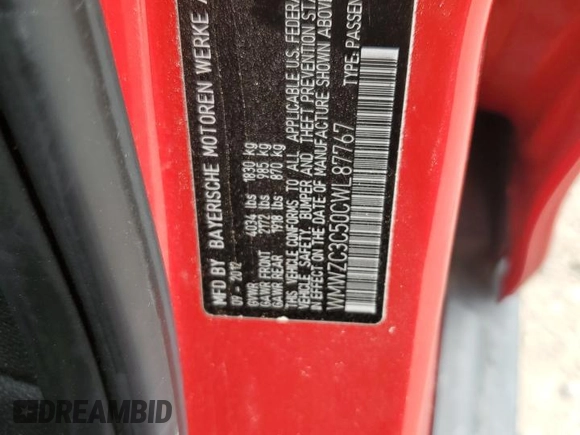 MFD BY BAYERISCHE MOTOREN WERKE
09 - 2012
GVWR 4034 lbs 1830 kg
GAWR FRONT 2172 lbs 985 kg
GAWR REAR 1918 lbs 870 kg
THIS VEHICLE CONFORMS TO ALL APPLICABLE U.S. FEDERAL
VEHICLE SAFETY, BUMPER AND THEFT PREVENTION
IN EFFECT ON THE DATE OF MANUFACTURE SHOWN ABOVE
WMWZC3C50CWL87767 TYPE:
DREAMBID